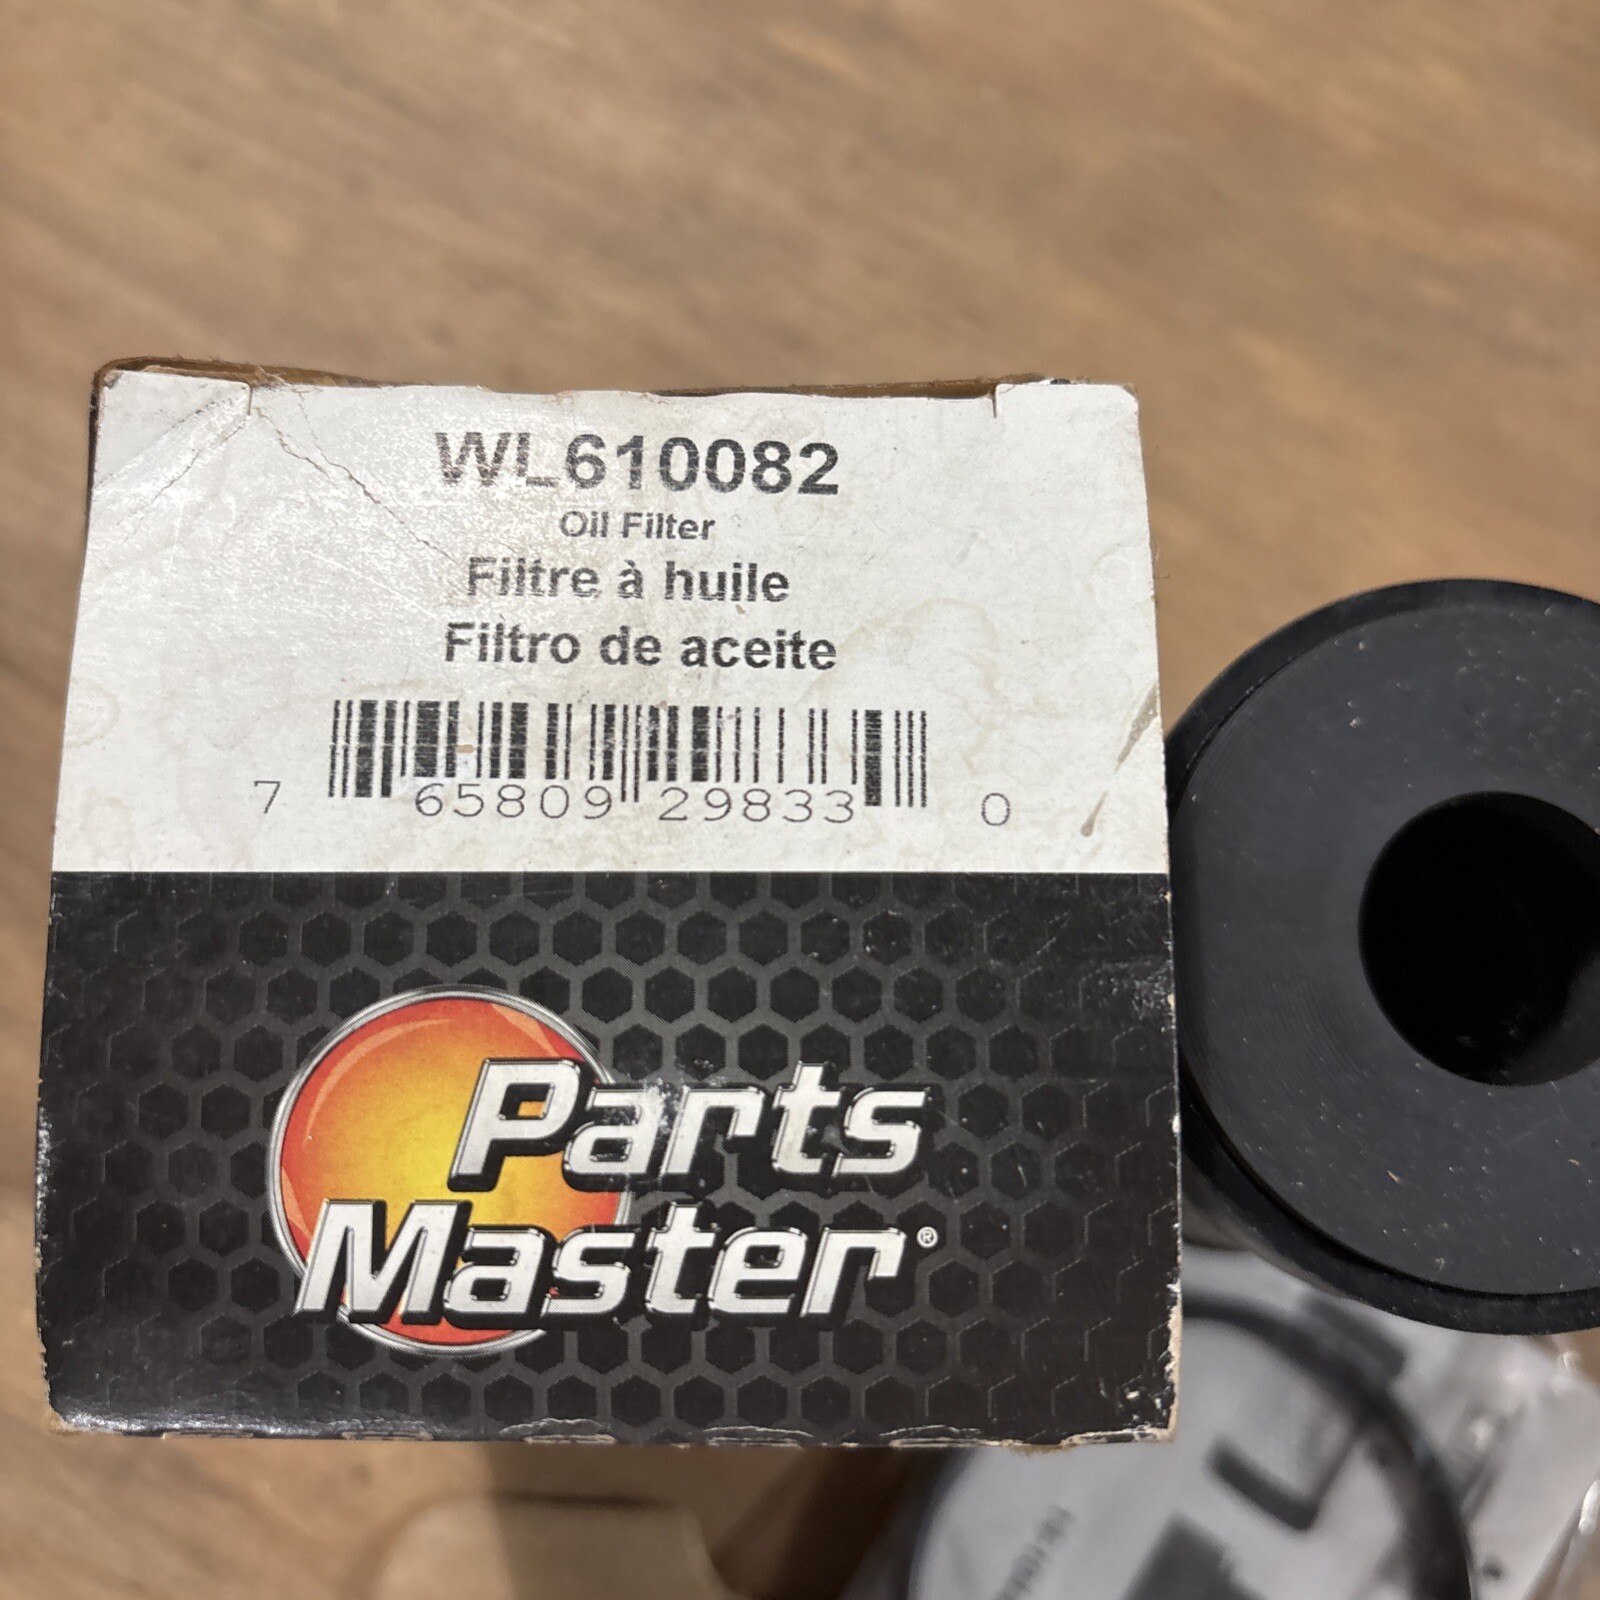 WL610082
Oil Filter
Filtre à huile
Filtro de aceite
7 65809 29833 0
Parts
Master®